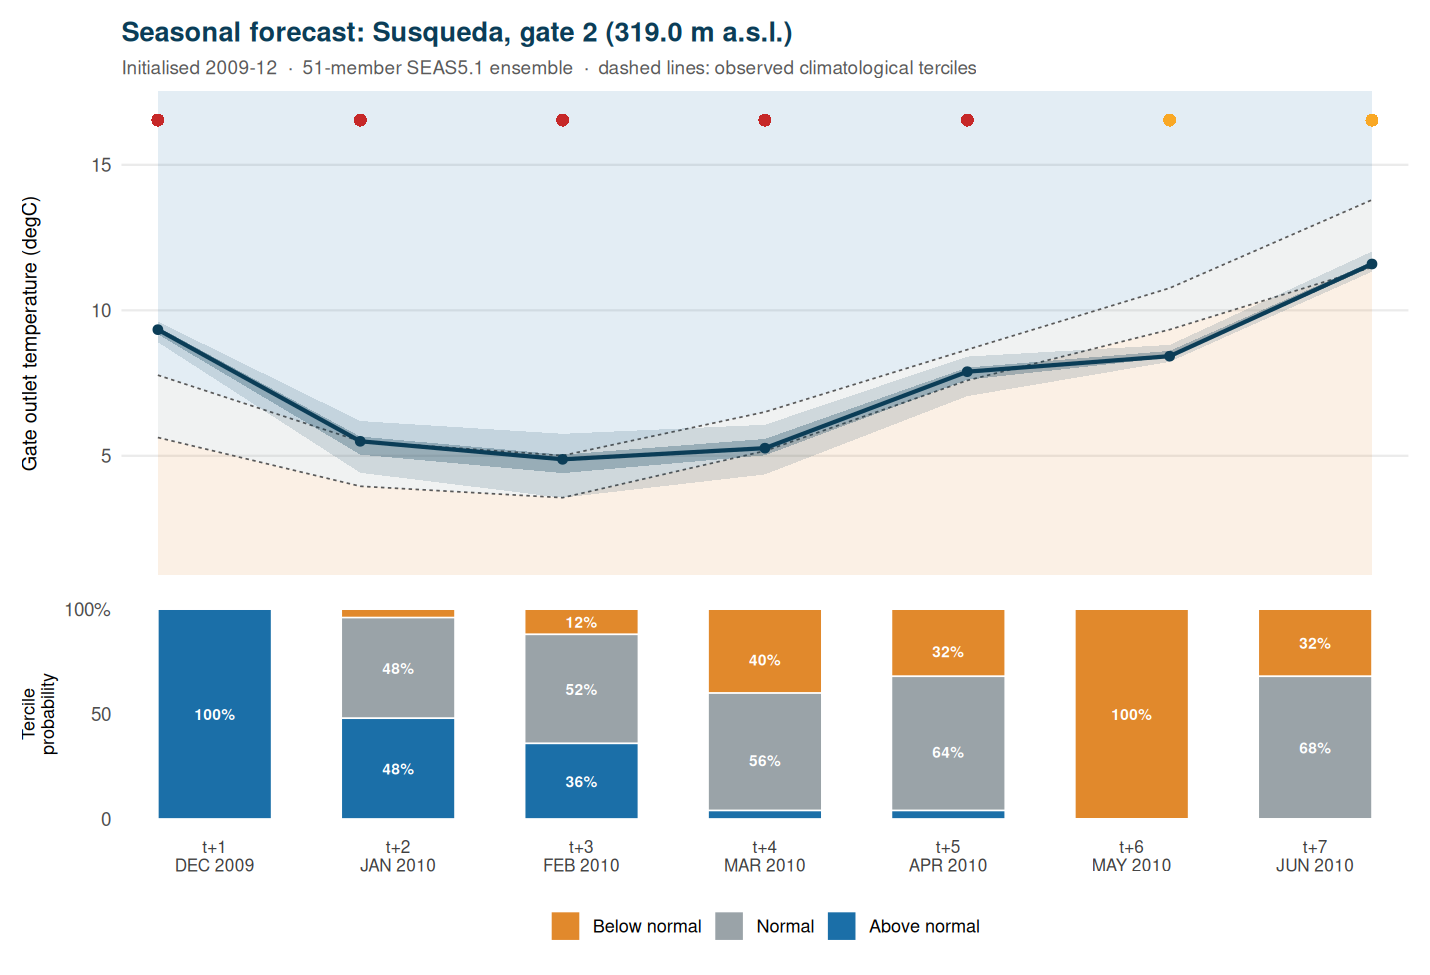 Seasonal forecast: Susqueda, gate 2 (319.0 m a.s.l.)
Initialised 2009-12 · 51-member SEAS5.1 ensemble · dashed lines: observed climatological terciles
Gate outlet temperature (degC)
15
10
5
Tercile
probability
100%
50
0
100%
48%
48%
12%
52%
36%
40%
56%
32%
64%
100%
32%
68%
t+1
DEC 2009
t+2
JAN 2010
t+3
FEB 2010
t+4
MAR 2010
t+5
APR 2010
t+6
MAY 2010
t+7
JUN 2010
Below normal
Normal
Above normal